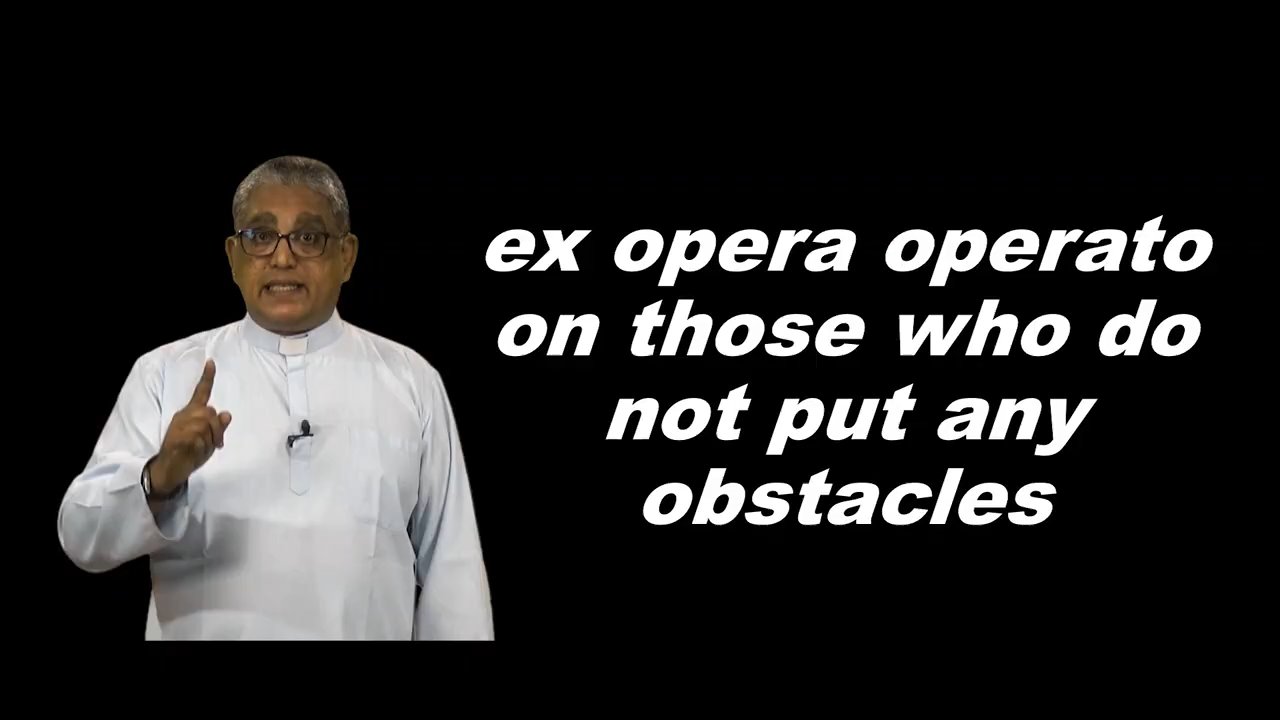 ex opera operato
on those who do
not put any
obstacles